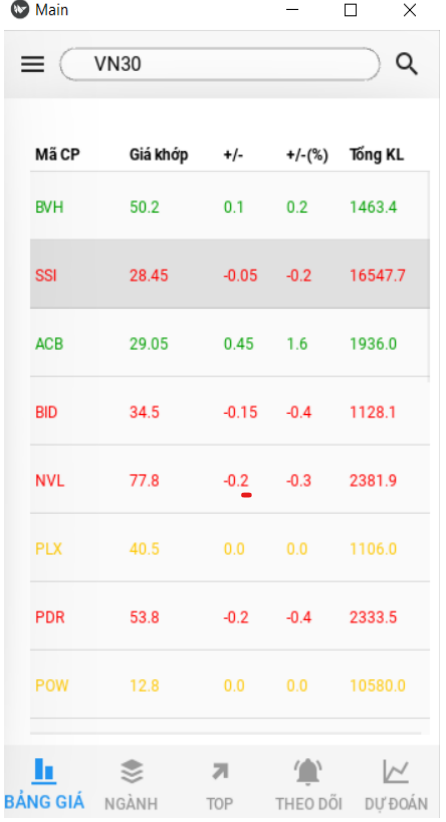 Main
VN30
Mã CP Giá khớp +/- +/-(%) Tổng KL
BVH 50.2 0.1 0.2 1463.4
SSI 28.45 -0.05 -0.2 16547.7
ACB 29.05 0.45 1.6 1936.0
BID 34.5 -0.15 -0.4 1128.1
NVL 77.8 -0.2 -0.3 2381.9
PLX 40.5 0.0 0.0 1106.0
PDR 53.8 -0.2 -0.4 2333.5
POW 12.8 0.0 0.0 10580.0
BẢNG GIÁ NGÀNH TOP THEO DÕI DỰ ĐOÁN